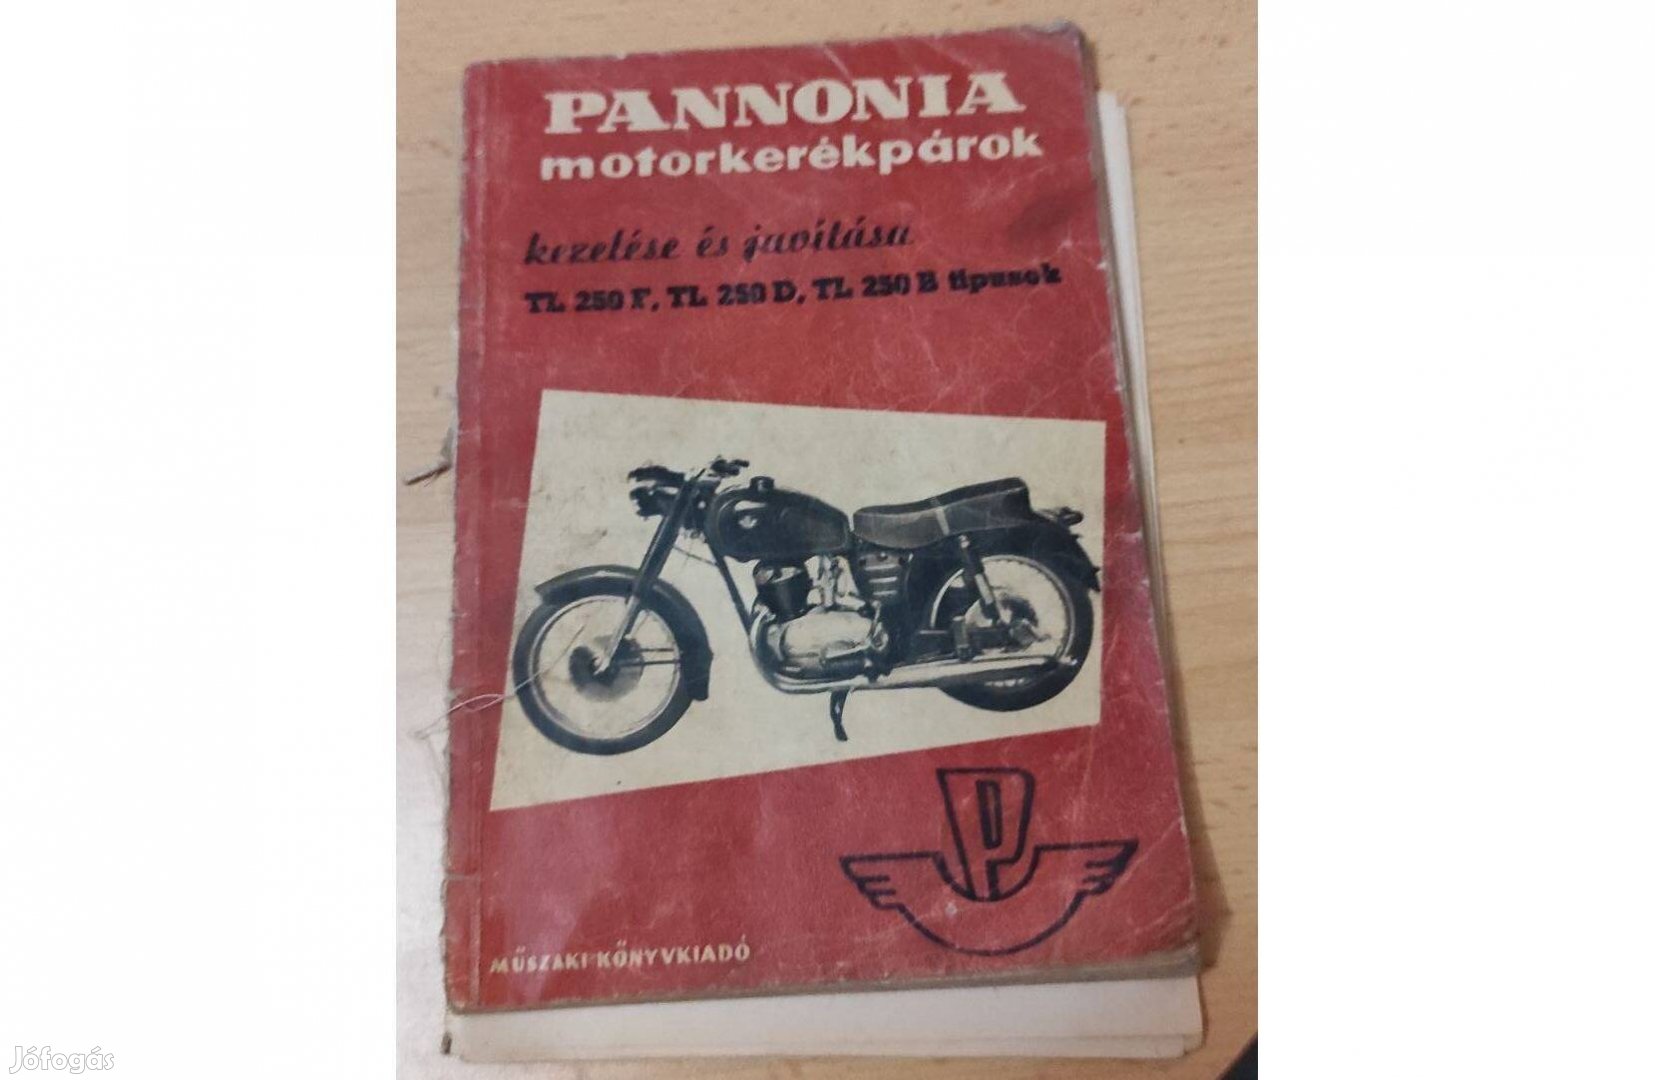 PANNONIA
motorkerékpárok
kezelése és javítása
TL 250 F, TL 250 D, TL 250 B típusok
P
MŰSZAKI KÖNYVKIADÓ
Jófogás